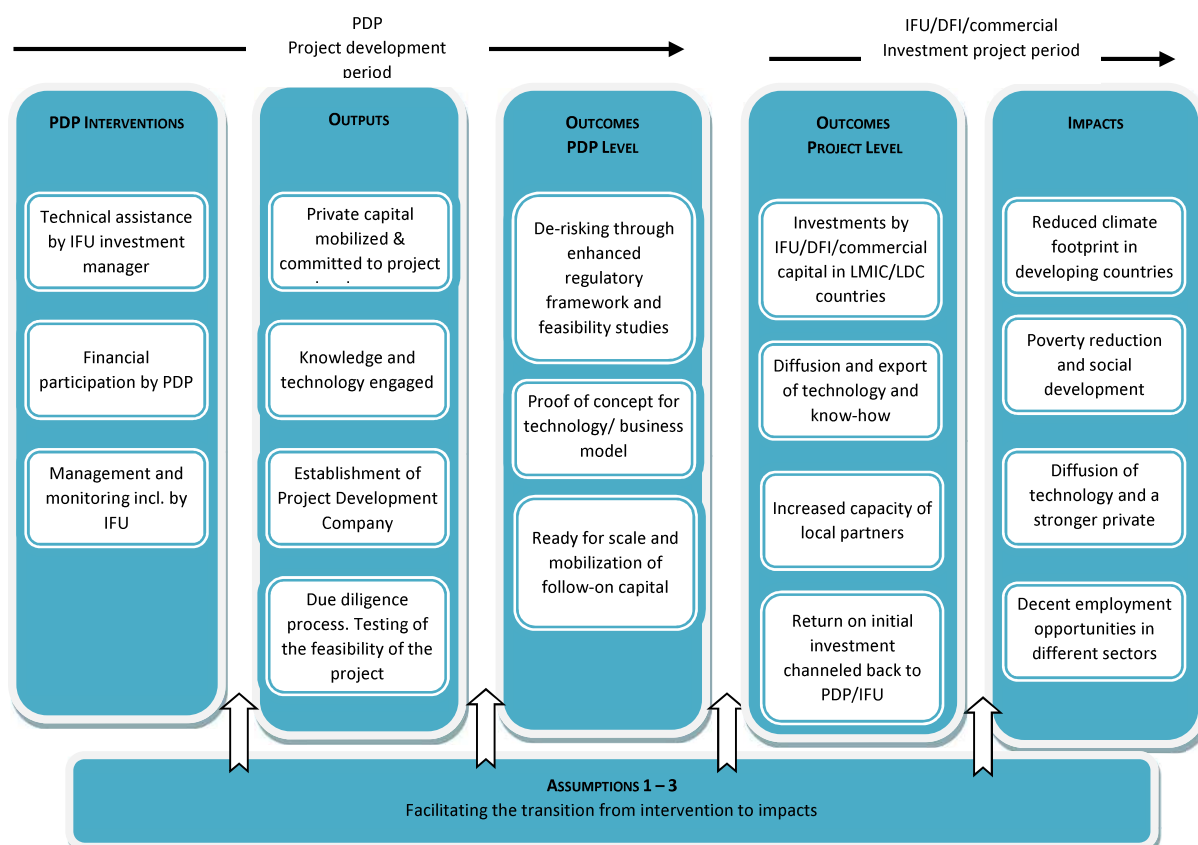 PDP
Project development
period
IFU/DFI/commercial
Investment project period
PDP INTERVENTIONS
Technical assistance
by IFU investment
manager
Financial
participation by PDP
Management and
monitoring incl. by
IFU
OUTPUTS
Private capital
mobilized &
committed to project
Knowledge and
technology engaged
Establishment of
Project Development
Company
Due diligence
process. Testing of
the feasibility of the
project
OUTCOMES
PDP LEVEL
De-risking through
enhanced
regulatory
framework and
feasibility studies
Proof of concept for
technology/ business
model
Ready for scale and
mobilization of
follow-on capital
OUTCOMES
PROJECT LEVEL
Investments by
IFU/DFI/commercial
capital in LMIC/LDC
countries
Diffusion and export
of technology and
know-how
Increased capacity of
local partners
Return on initial
investment
channeled back to
PDP/IFU
IMPACTS
Reduced climate
footprint in
developing countries
Poverty reduction
and social
development
Diffusion of
technology and a
stronger private
Decent employment
opportunities in
different sectors
ASSUMPTIONS 1 – 3
Facilitating the transition from intervention to impacts